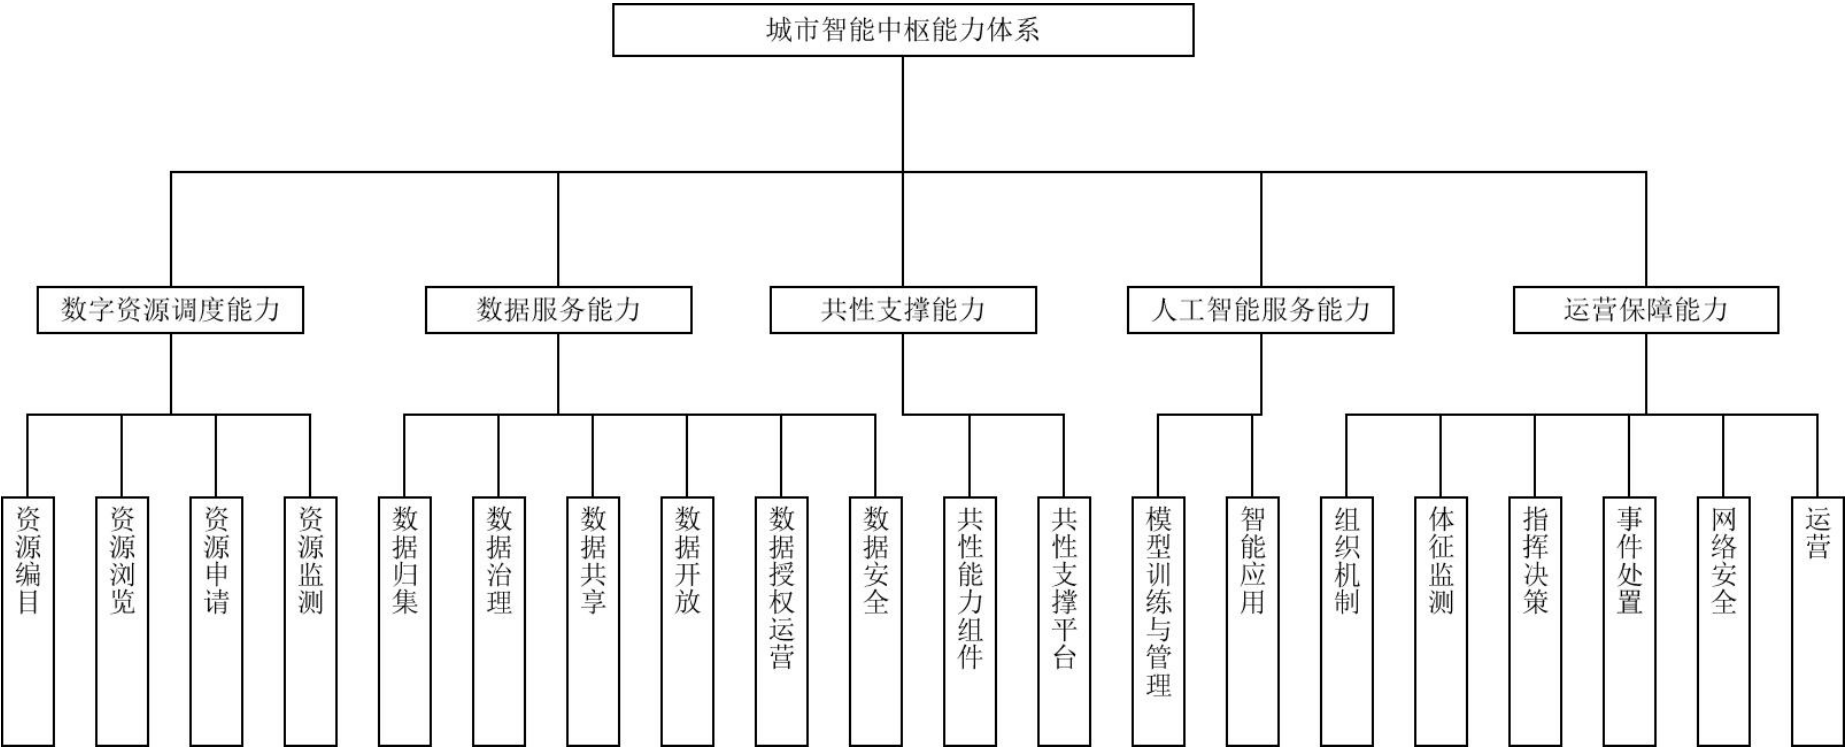 城市智能中枢能力体系
数字资源调度能力
数据服务能力
共性支撑能力
人工智能服务能力
运营保障能力
资源编目
资源浏览
资源申请
资源监测
数据归集
数据治理
数据共享
数据开放
数据授权运营
数据安全
共性能力组件
共性支撑平台
模型训练与管理
智能应用
组织机制
体征监测
指挥决策
事件处置
网络安全
运营